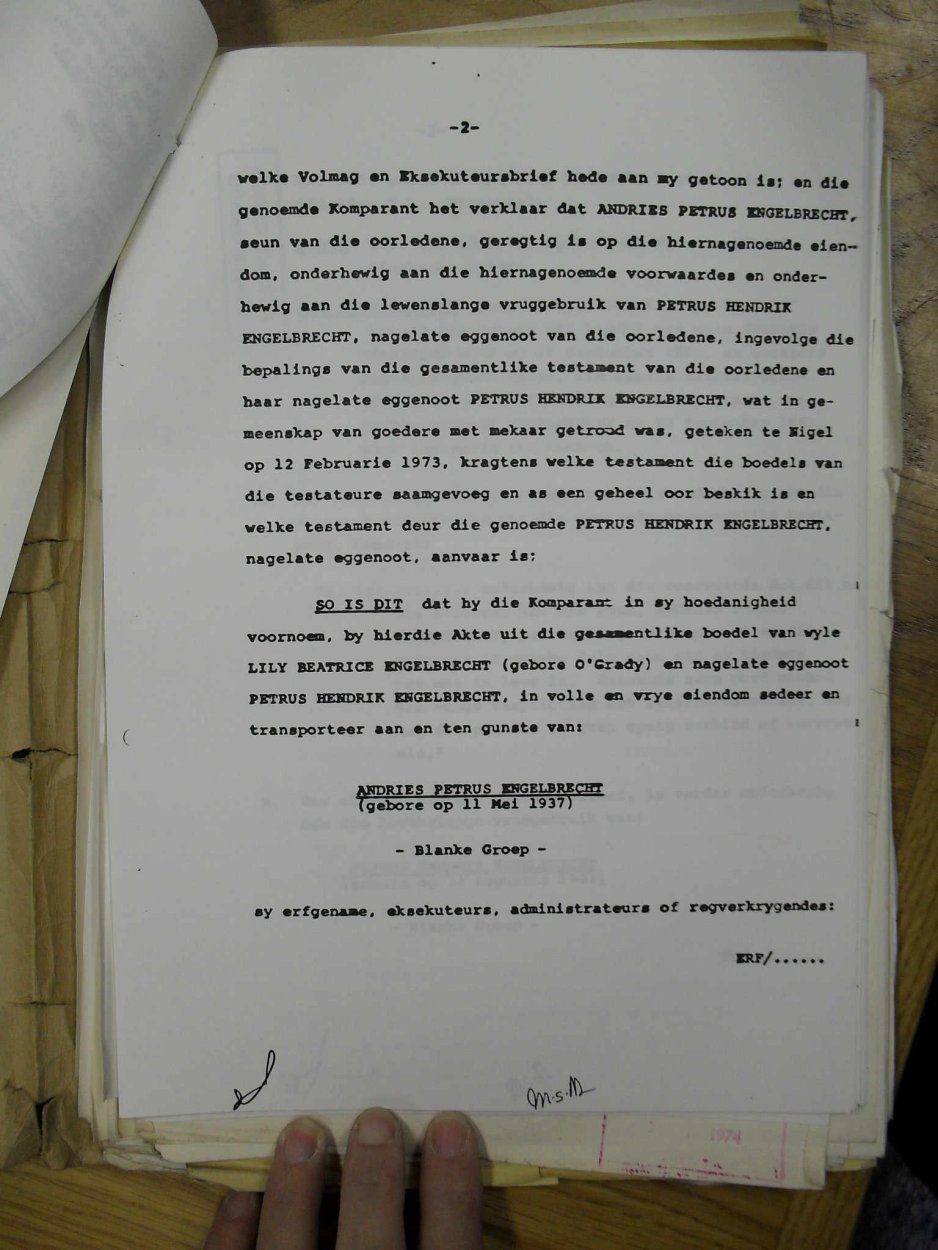 -2-
welke Volmag en Eksekuteursbrief hede aan my getoon is; en die
genoemde Komparant het verklaar dat ANDRIES PETRUS ENGELBRECHT,
seun van die oorledene, geregtig is op die hiernagenoemde eien-
dom, onderhewig aan die hiernagenoemde voorwaardes en onder-
hewig aan die lewenslange vruggebruik van PETRUS HENDRIK
ENGELBRECHT, nagelate eggenoot van die oorledene, ingevolge die
bepalings van die gesamentlike testament van die oorledene en
haar nagelate eggenoot PETRUS HENDRIK ENGELBRECHT, wat in ge-
meenskap van goedere met mekaar getroud was, geteken te Nigel
op 12 Februarie 1973, kragtens welke testament die boedels van
die testateure saamgevoeg en as een geheel oor beskik is en
welke testament deur die genoemde PETRUS HENDRIK ENGELBRECHT,
nagelate eggenoot, aanvaar is;
SO IS DIT dat hy die Komparant in sy hoedanigheid
voornoem, by hierdie Akte uit die gesamentlike boedel van wyle
LILY BEATRICE ENGELBRECHT (gebore O'Grady) en nagelate eggenoot
PETRUS HENDRIK ENGELBRECHT, in volle en vrye eiendom sedeer en
transporteer aan en ten gunste van:
ANDRIES PETRUS ENGELBRECHT
(gebore op 11 Mei 1937)
- Blanke Groep -
sy erfgename, eksekuteurs, administrateurs of regverkrygendes:
ERF/......
M.S.M
1974